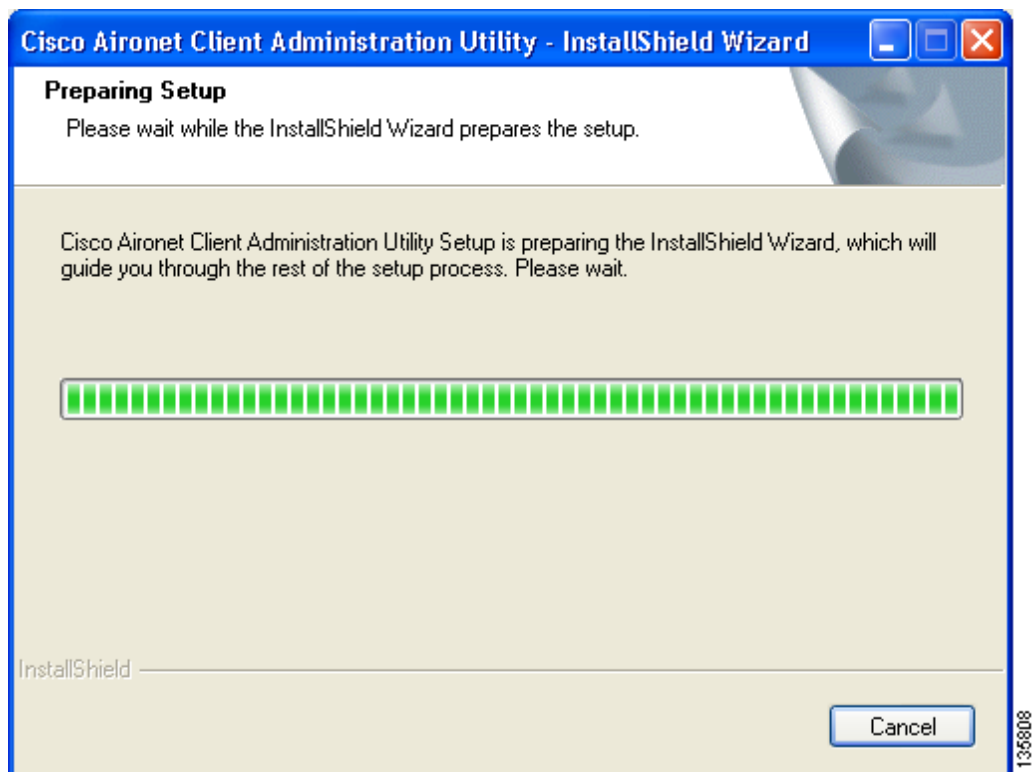 Cisco Aironet Client Administration Utility - InstallShield Wizard
Preparing Setup
Please wait while the InstallShield Wizard prepares the setup.
Cisco Aironet Client Administration Utility Setup is preparing the InstallShield Wizard, which will
guide you through the rest of the setup process. Please wait.
InstallShield
Cancel
135808